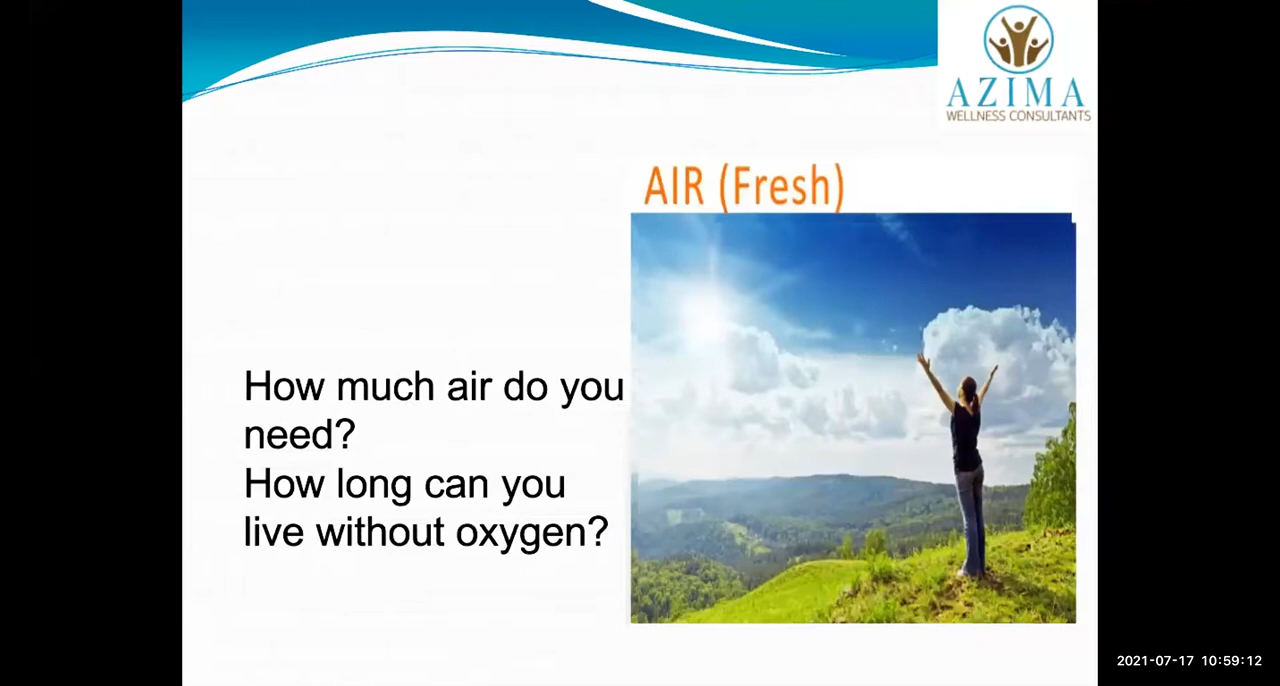 AZIMA
WELLNESS CONSULTANTS
AIR (Fresh)
How much air do you
need?
How long can you
live without oxygen?
2021-07-17 10:59:12